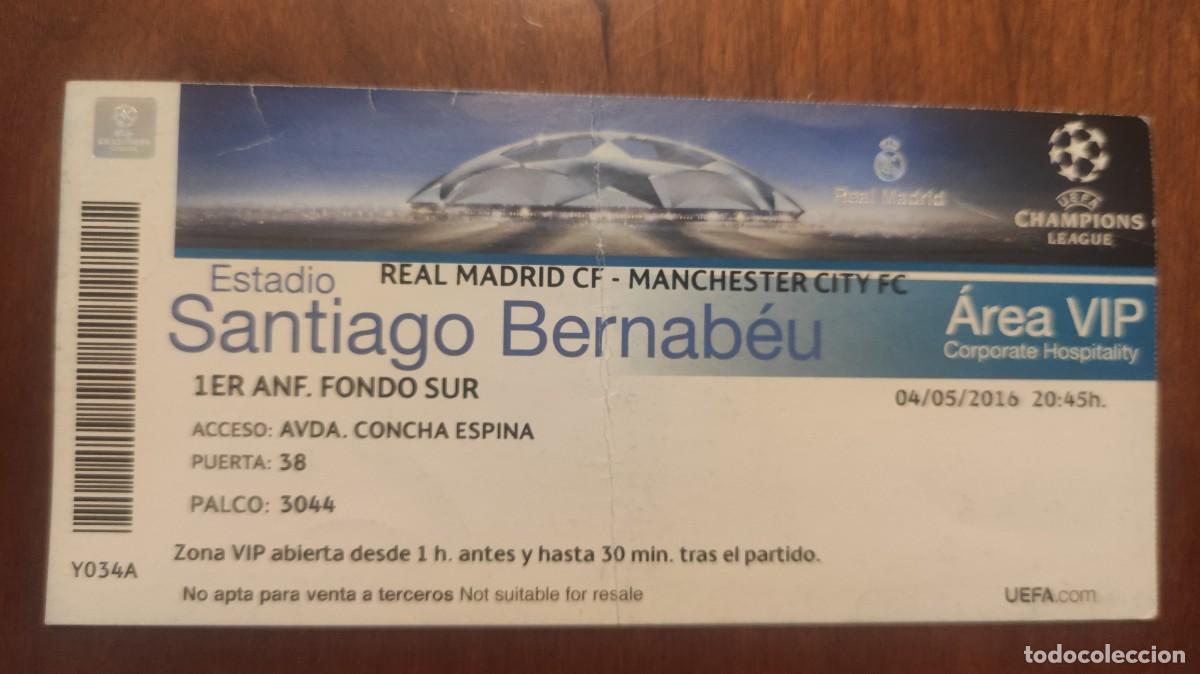 Real Madrid
UEFA
CHAMPIONS
LEAGUE
REAL MADRID CF - MANCHESTER CITY FC
Estadio
Santiago Bernabéu
Área VIP
Corporate Hospitality
1ER ANF. FONDO SUR
04/05/2016 20:45h.
ACCESO: AVDA. CONCHA ESPINA
PUERTA: 38
PALCO: 3044
Zona VIP abierta desde 1 h. antes y hasta 30 min. tras el partido.
Y034A
No apta para venta a terceros Not suitable for resale
UEFA.com
todocoleccion